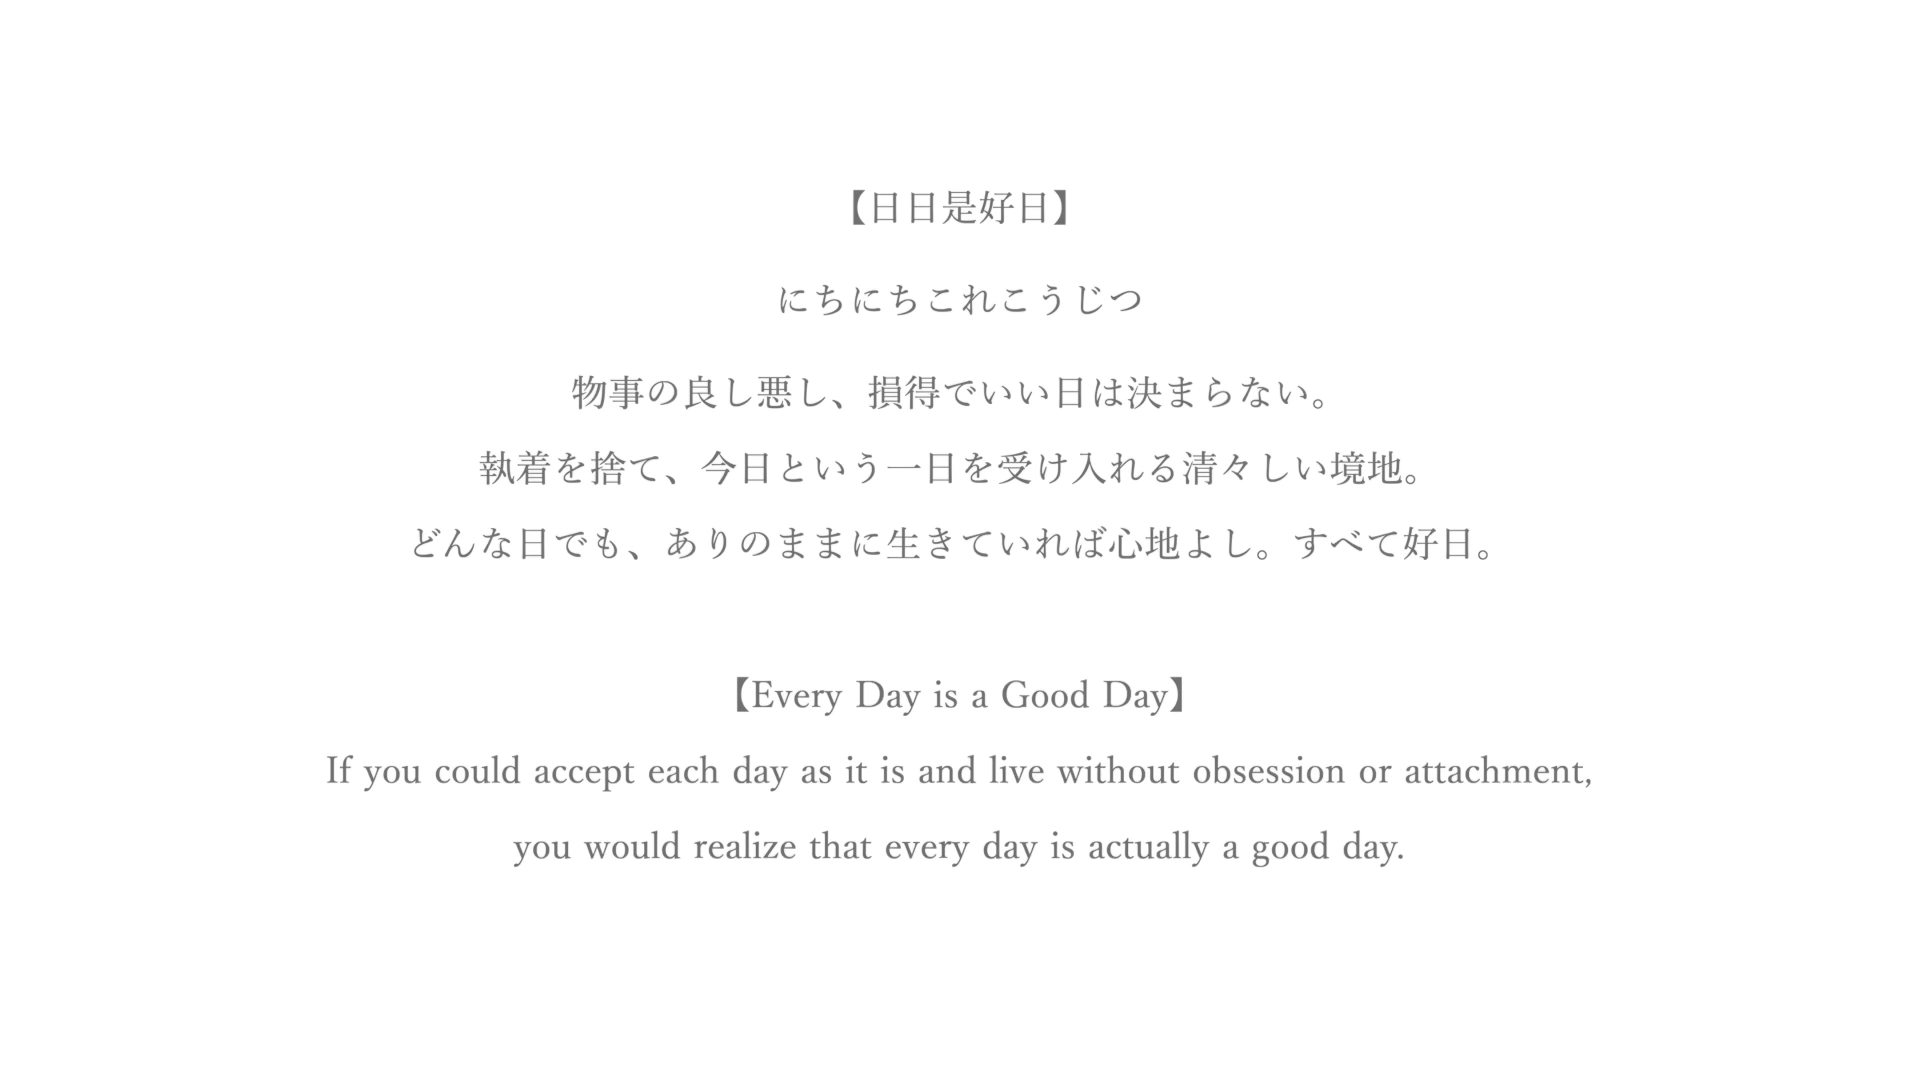 【日日是好日】
にちにちこれこうじつ
物事の良し悪し、損得でいい日は決まらない。
執着を捨て、今日という一日を受け入れる清々しい境地。
どんな日でも、ありのままに生きていれば心地よし。すべて好日。
【Every Day is a Good Day】
If you could accept each day as it is and live without obsession or attachment,
you would realize that every day is actually a good day.